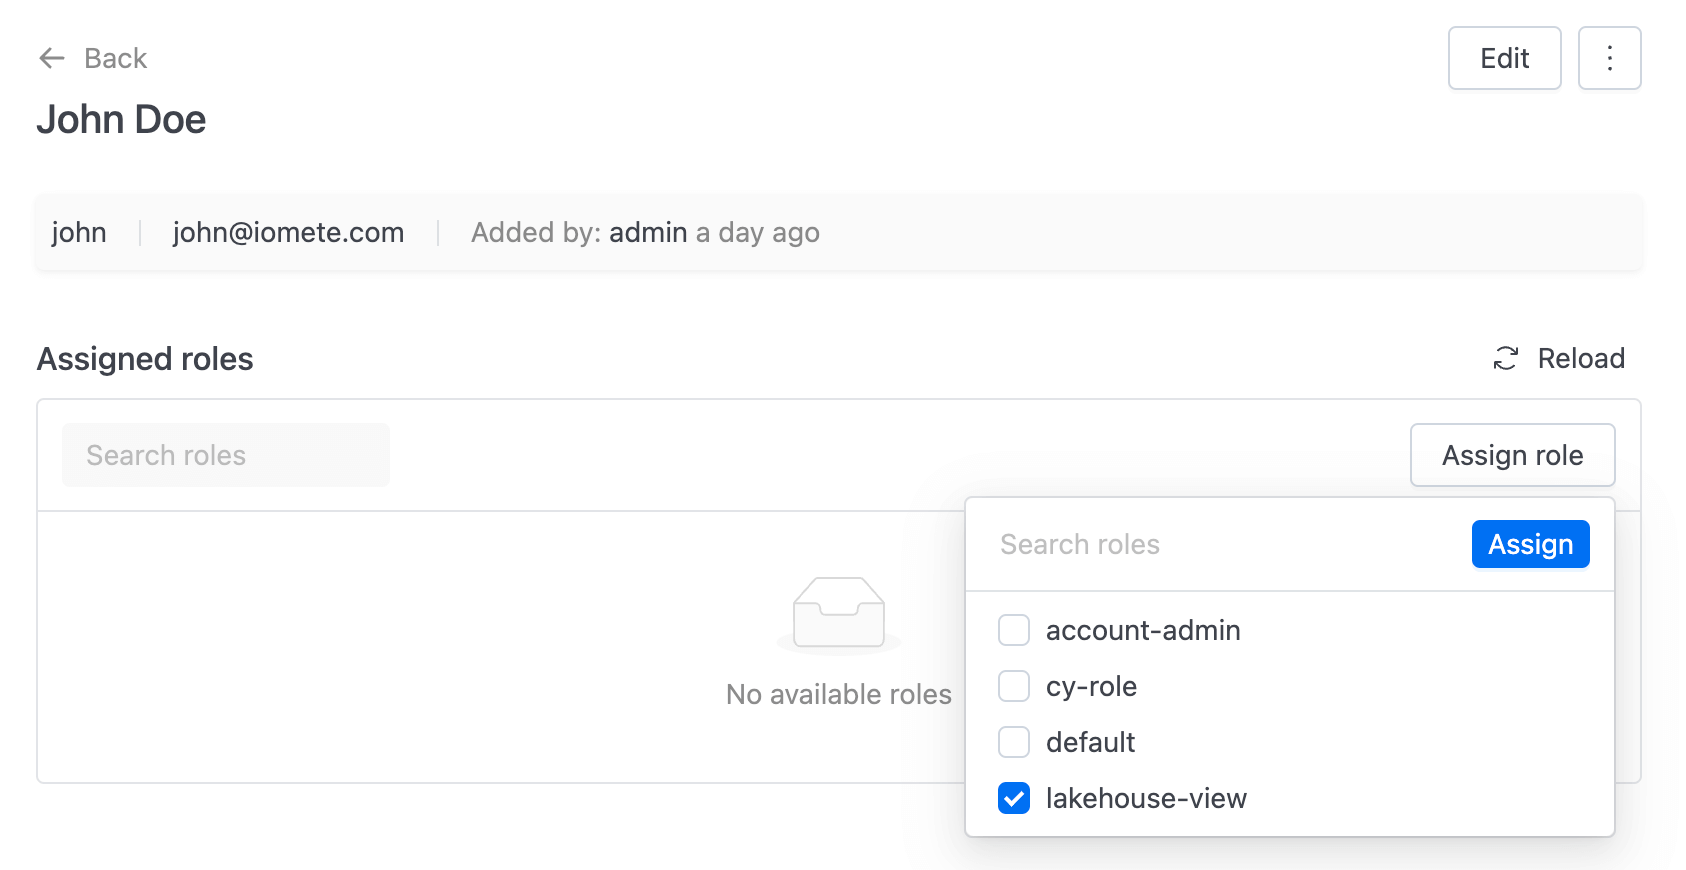 Back
Edit
John Doe
john
john@iomete.com
Added by: admin a day ago
Assigned roles
Reload
Search roles
Assign role
Search roles
Assign
account-admin
cy-role
default
lakehouse-view
No available roles